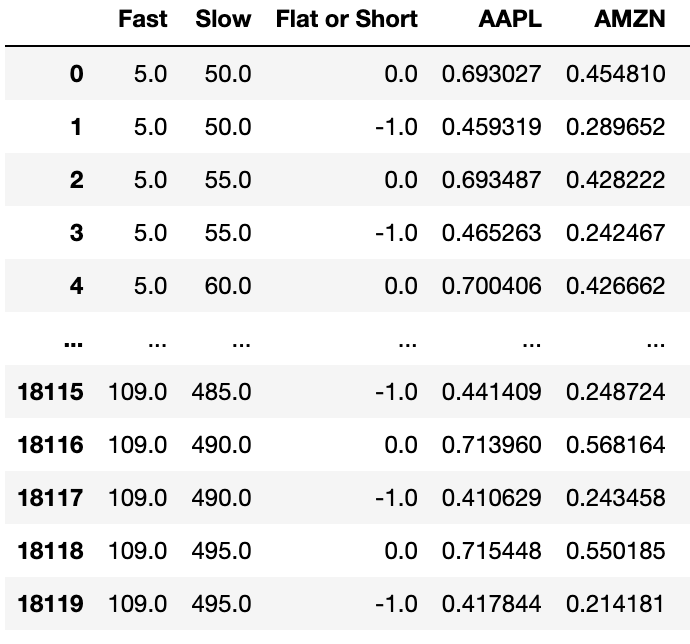 Fast Slow Flat or Short AAPL AMZN
0 5.0 50.0 0.0 0.693027 0.454810
1 5.0 50.0 -1.0 0.459319 0.289652
2 5.0 55.0 0.0 0.693487 0.428222
3 5.0 55.0 -1.0 0.465263 0.242467
4 5.0 60.0 0.0 0.700406 0.426662
... ... ... ... ... ...
18115 109.0 485.0 -1.0 0.441409 0.248724
18116 109.0 490.0 0.0 0.713960 0.568164
18117 109.0 490.0 -1.0 0.410629 0.243458
18118 109.0 495.0 0.0 0.715448 0.550185
18119 109.0 495.0 -1.0 0.417844 0.214181